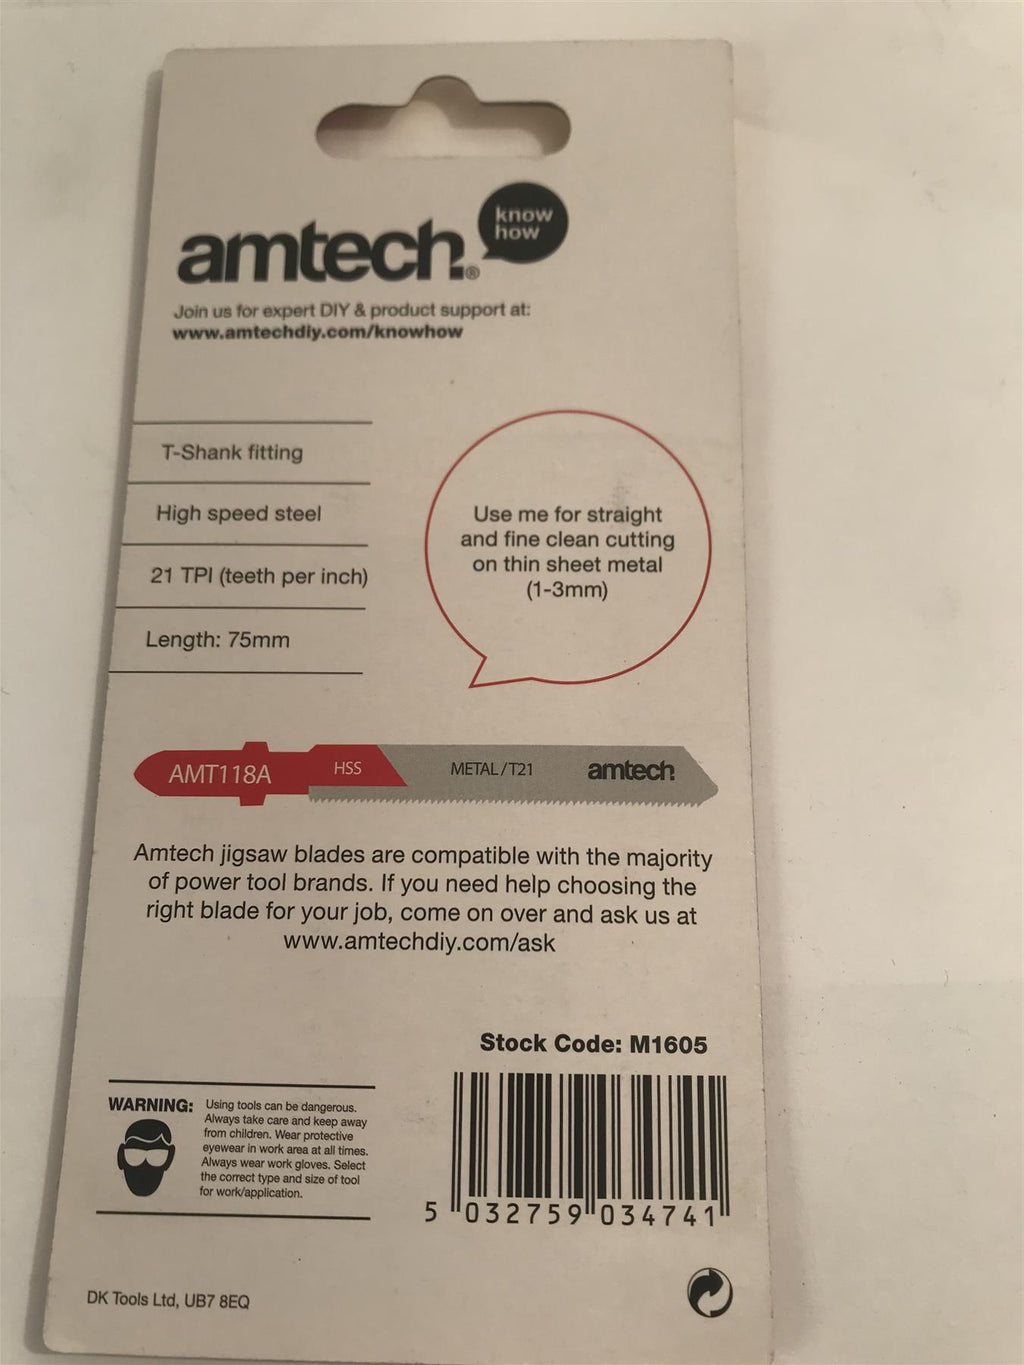 know
how
amtech®
Join us for expert DIY & product support at:
www.amtechdiy.com/knowhow
T-Shank fitting
High speed steel
21 TPI (teeth per inch)
Length: 75mm
Use me for straight
and fine clean cutting
on thin sheet metal
(1-3mm)
AMT118A HSS METAL/T21 amtech
Amtech jigsaw blades are compatible with the majority
of power tool brands. If you need help choosing the
right blade for your job, come on over and ask us at
www.amtechdiy.com/ask
Stock Code: M1605
WARNING: Using tools can be dangerous.
Always take care and keep away
from children. Wear protective
eyewear in work area at all times.
Always wear work gloves. Select
the correct type and size of tool
for work/application.
5 032759 034741
DK Tools Ltd, UB7 8EQ